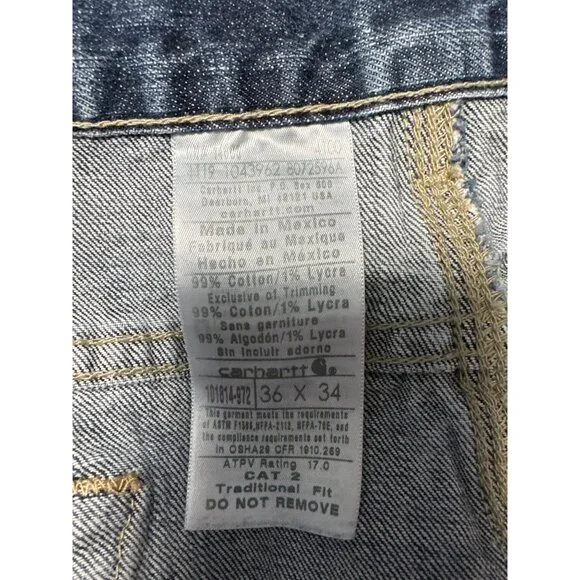 1119 1043962 8072596A
Carhartt Inc. P.O. Box 600
Dearborn, MI 48121 USA
carhartt.com
Made in Mexico
Fabriqué au Mexique
Hecho en México
99% Cotton/1% Lycra
Exclusive of Trimming
99% Coton/1% Lycra
Sans garniture
99% Algodón/1% Lycra
Sin incluir adorno
carhartt
101814-972 36 X 34
This garment meets the requirements
of ASTM F1506, NFPA-2112, NFPA-70E, and
the compliance requirements set forth
in OSHA29 CFR 1910.269
ATPV Rating 17.0
CAT 2
Traditional Fit
DO NOT REMOVE